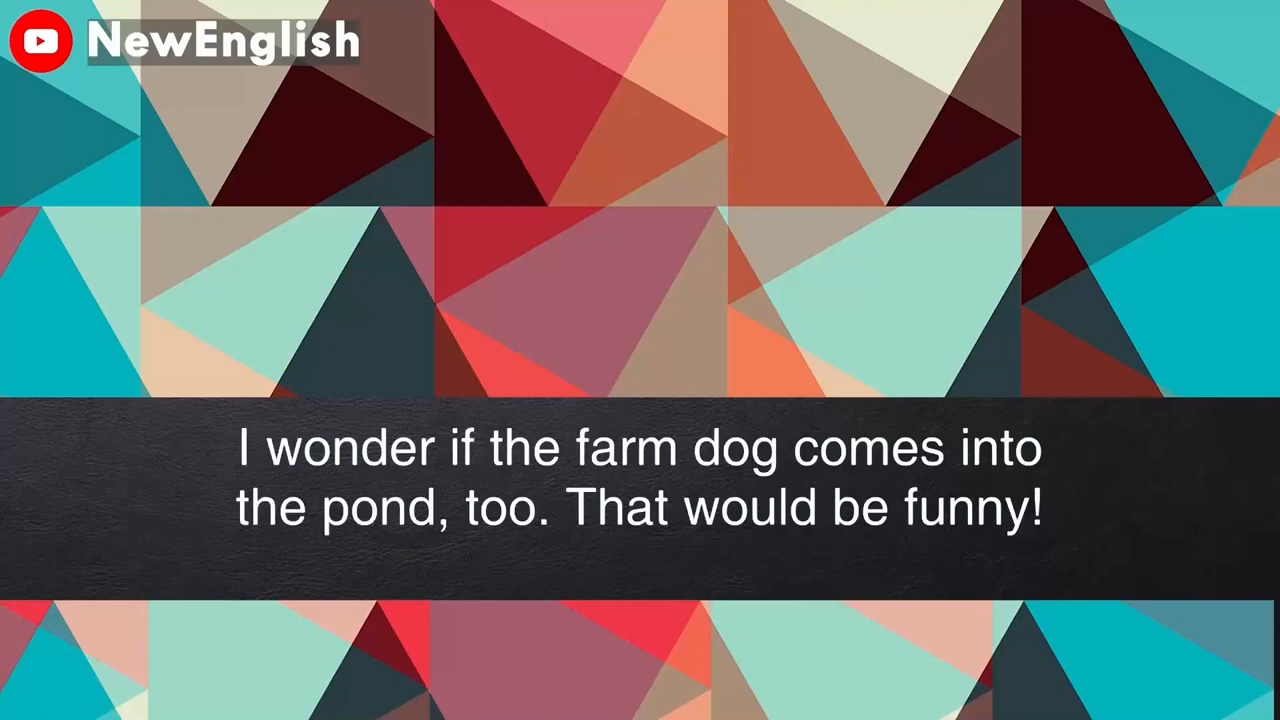 NewEnglish
I wonder if the farm dog comes into
the pond, too. That would be funny!